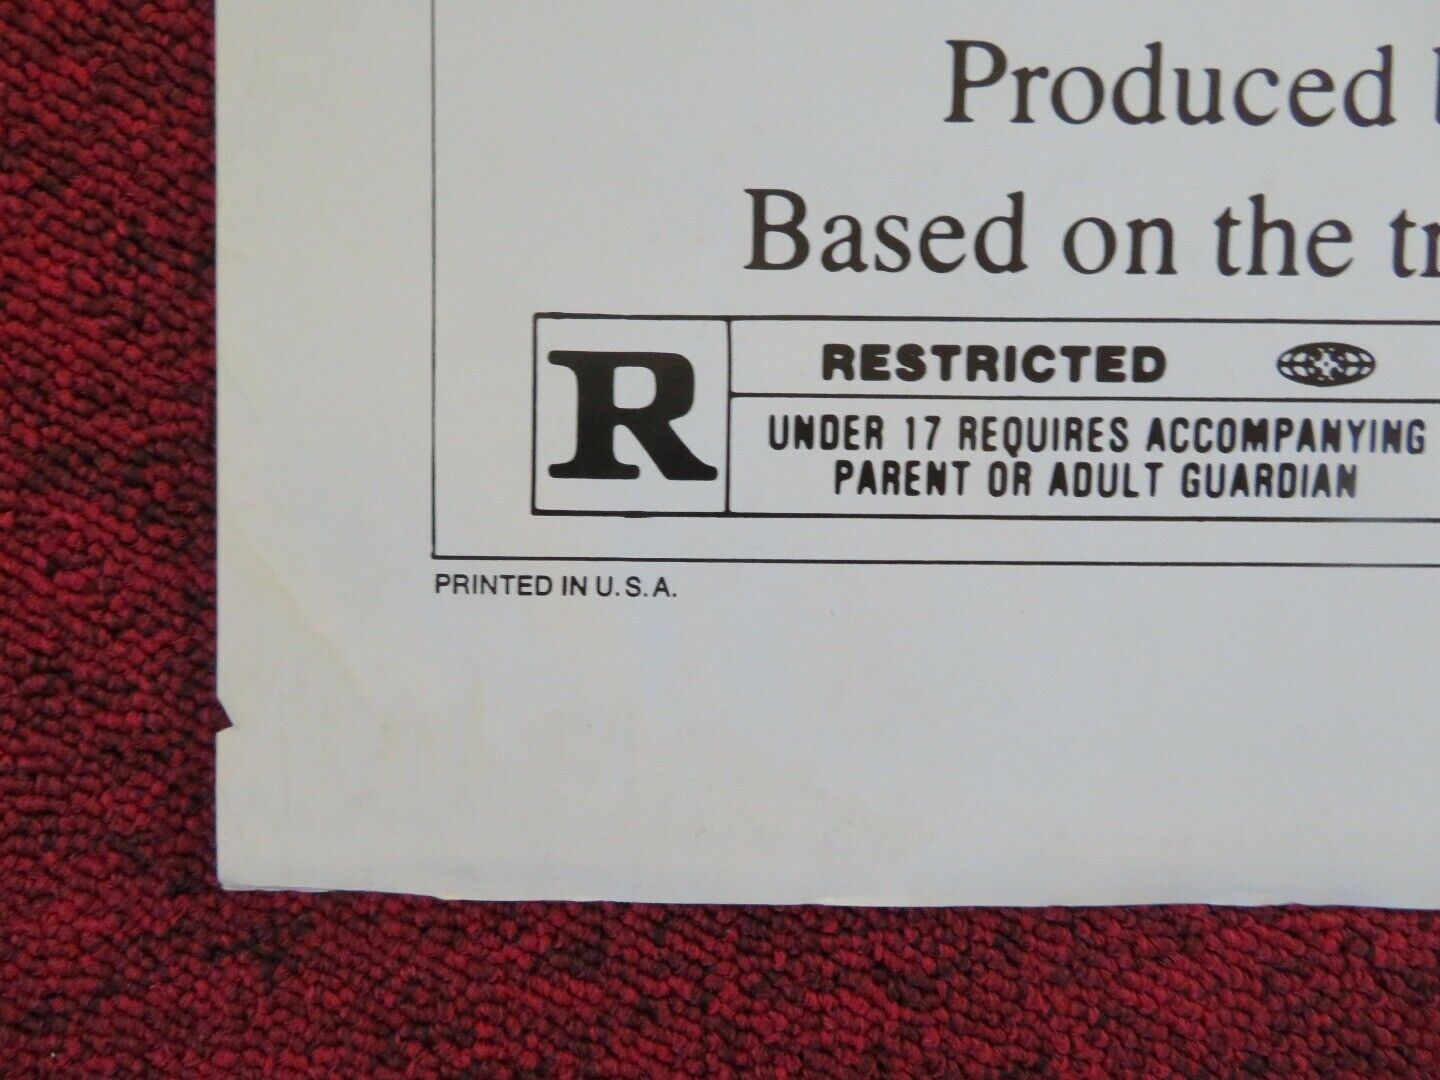 Produced
Based on the
R
RESTRICTED
UNDER 17 REQUIRES ACCOMPANYING
PARENT OR ADULT GUARDIAN
PRINTED IN U.S.A.